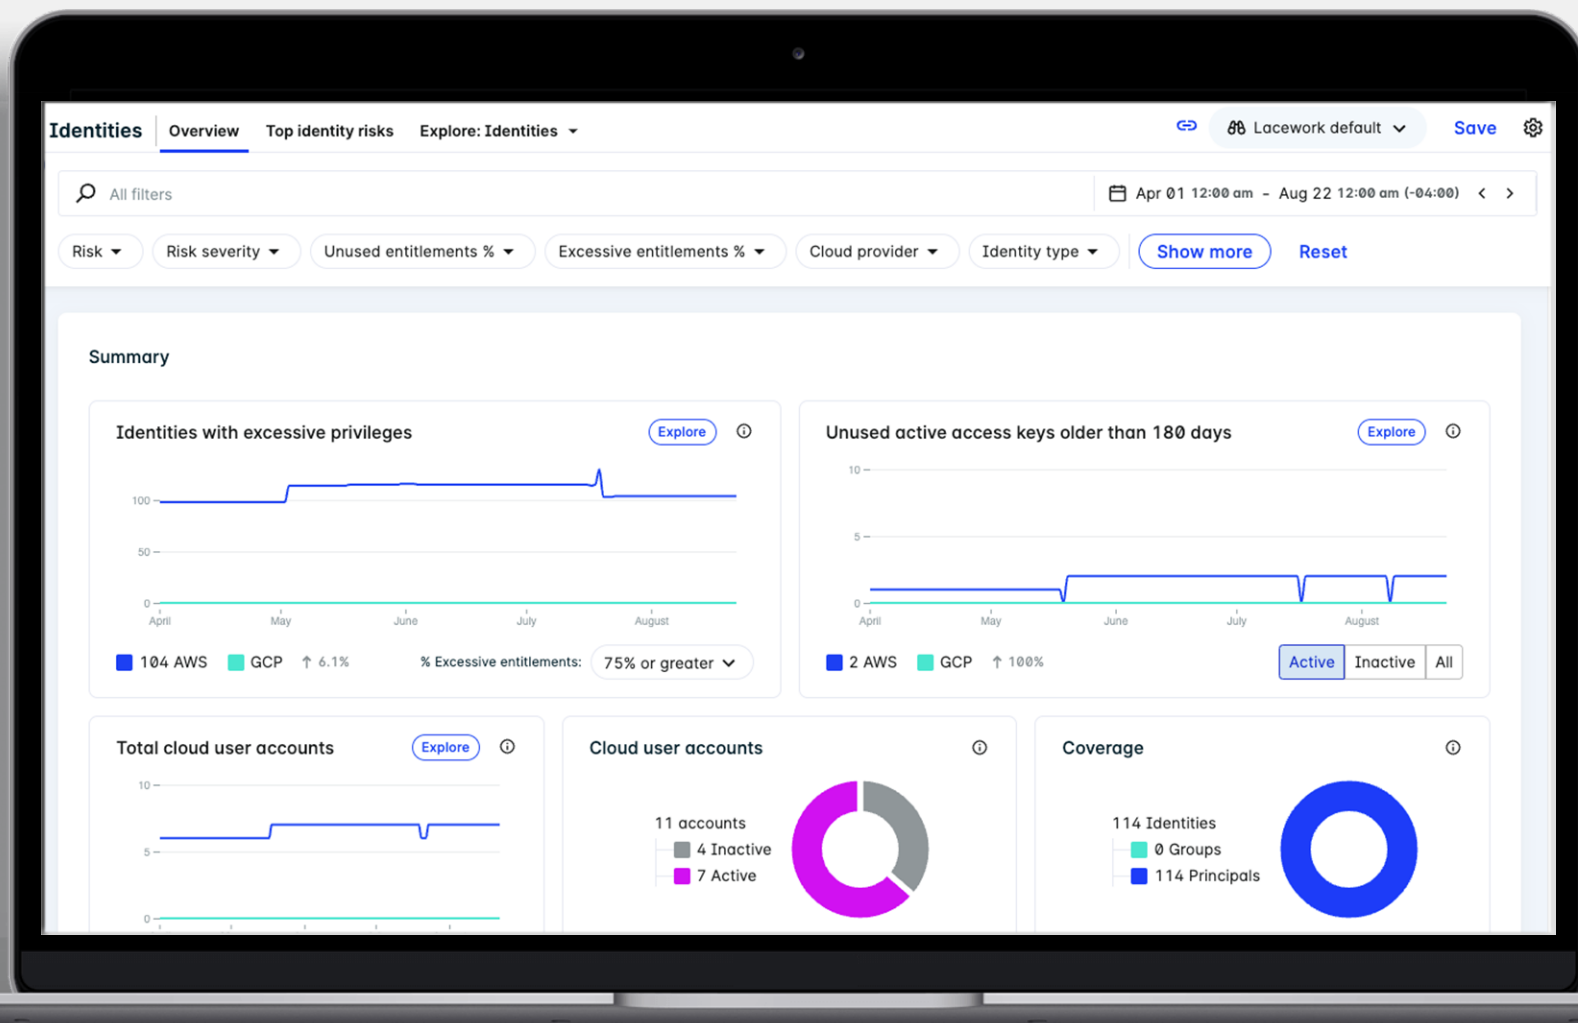 Identities Overview Top identity risks Explore: Identities Lacework default Save
All filters Apr 01 12:00 am - Aug 22 12:00 am (-04:00)
Risk Risk severity Unused entitlements % Excessive entitlements % Cloud provider Identity type Show more Reset
Summary
Identities with excessive privileges Explore
100
50
0
April May June July August
104 AWS GCP ↑ 6.1% % Excessive entitlements: 75% or greater
Unused active access keys older than 180 days Explore
10
5
0
April May June July August
2 AWS GCP ↑ 100% Active Inactive All
Total cloud user accounts Explore
10
5
0
Cloud user accounts
11 accounts
4 Inactive
7 Active
Coverage
114 Identities
0 Groups
114 Principals